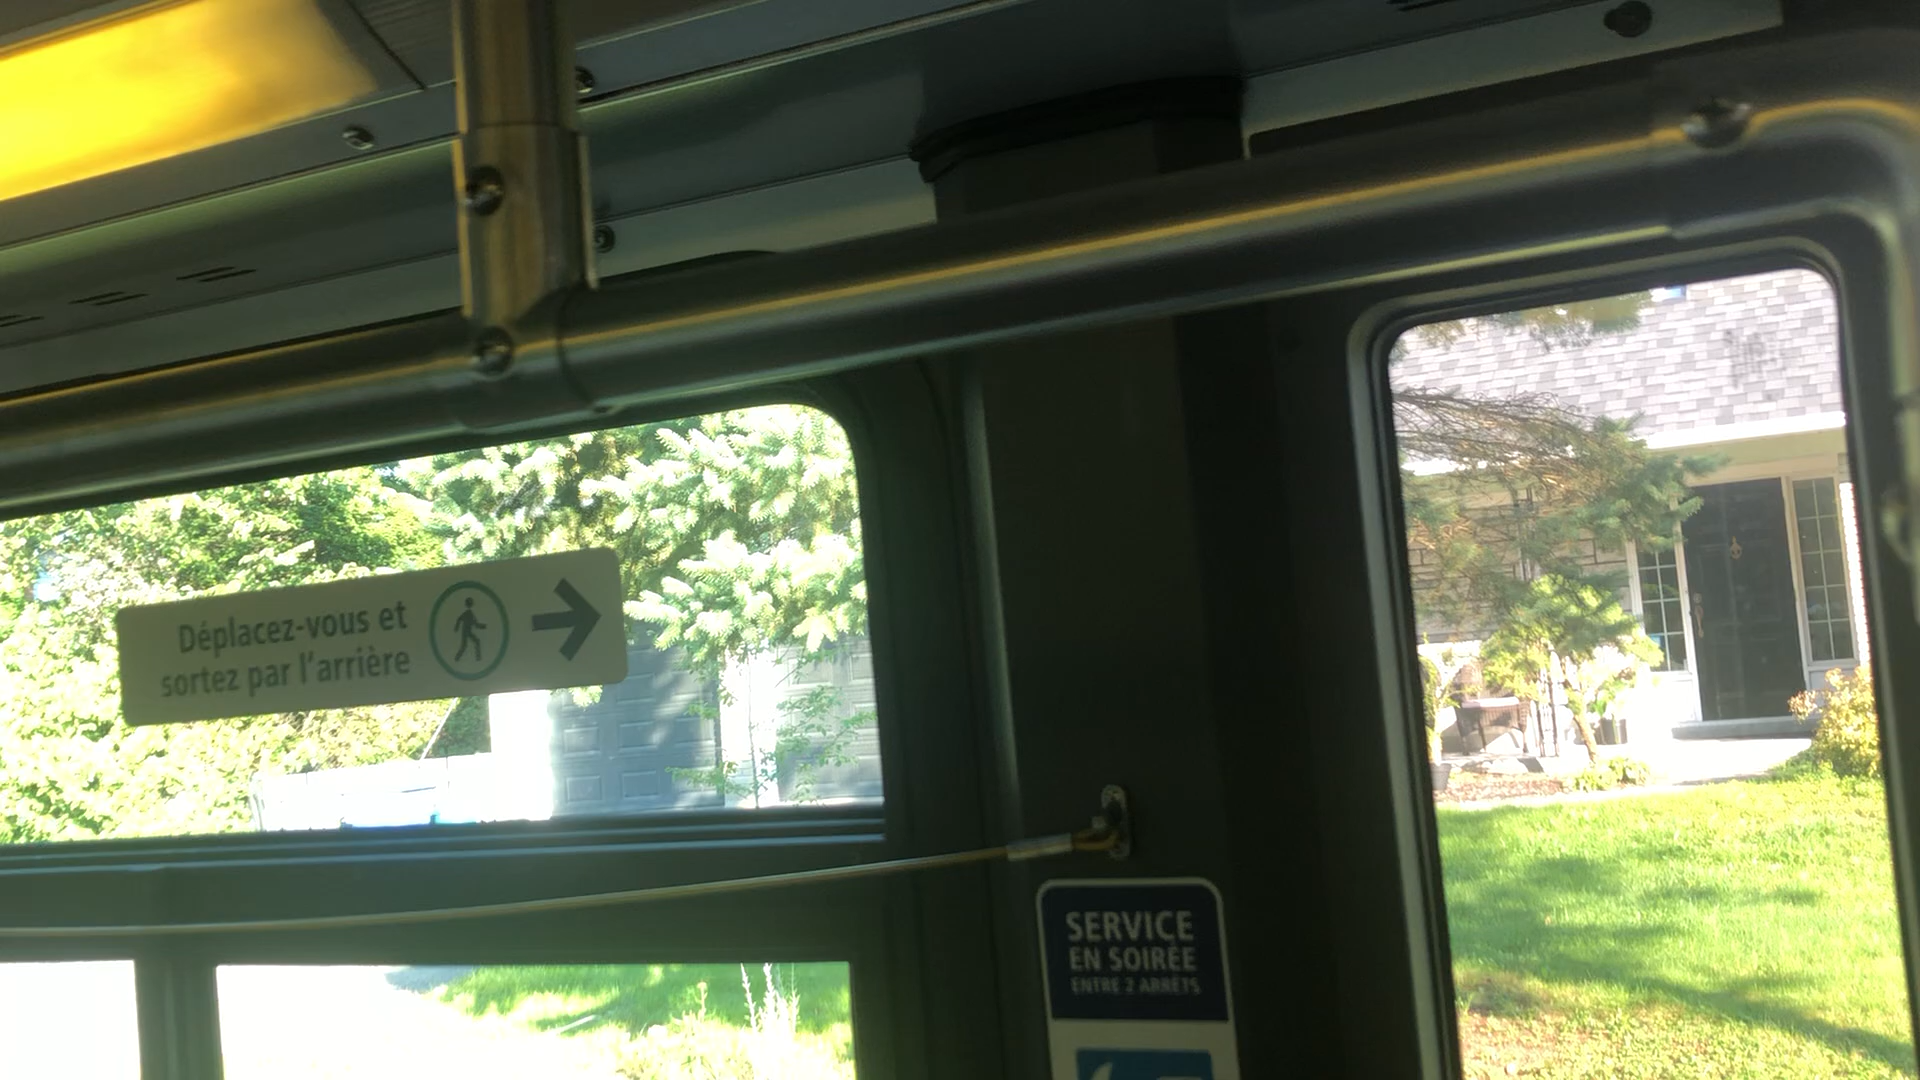 Déplacez-vous et
sortez par l'arrière
SERVICE
EN SOIRÉE
ENTRE 2 ARRÊTS